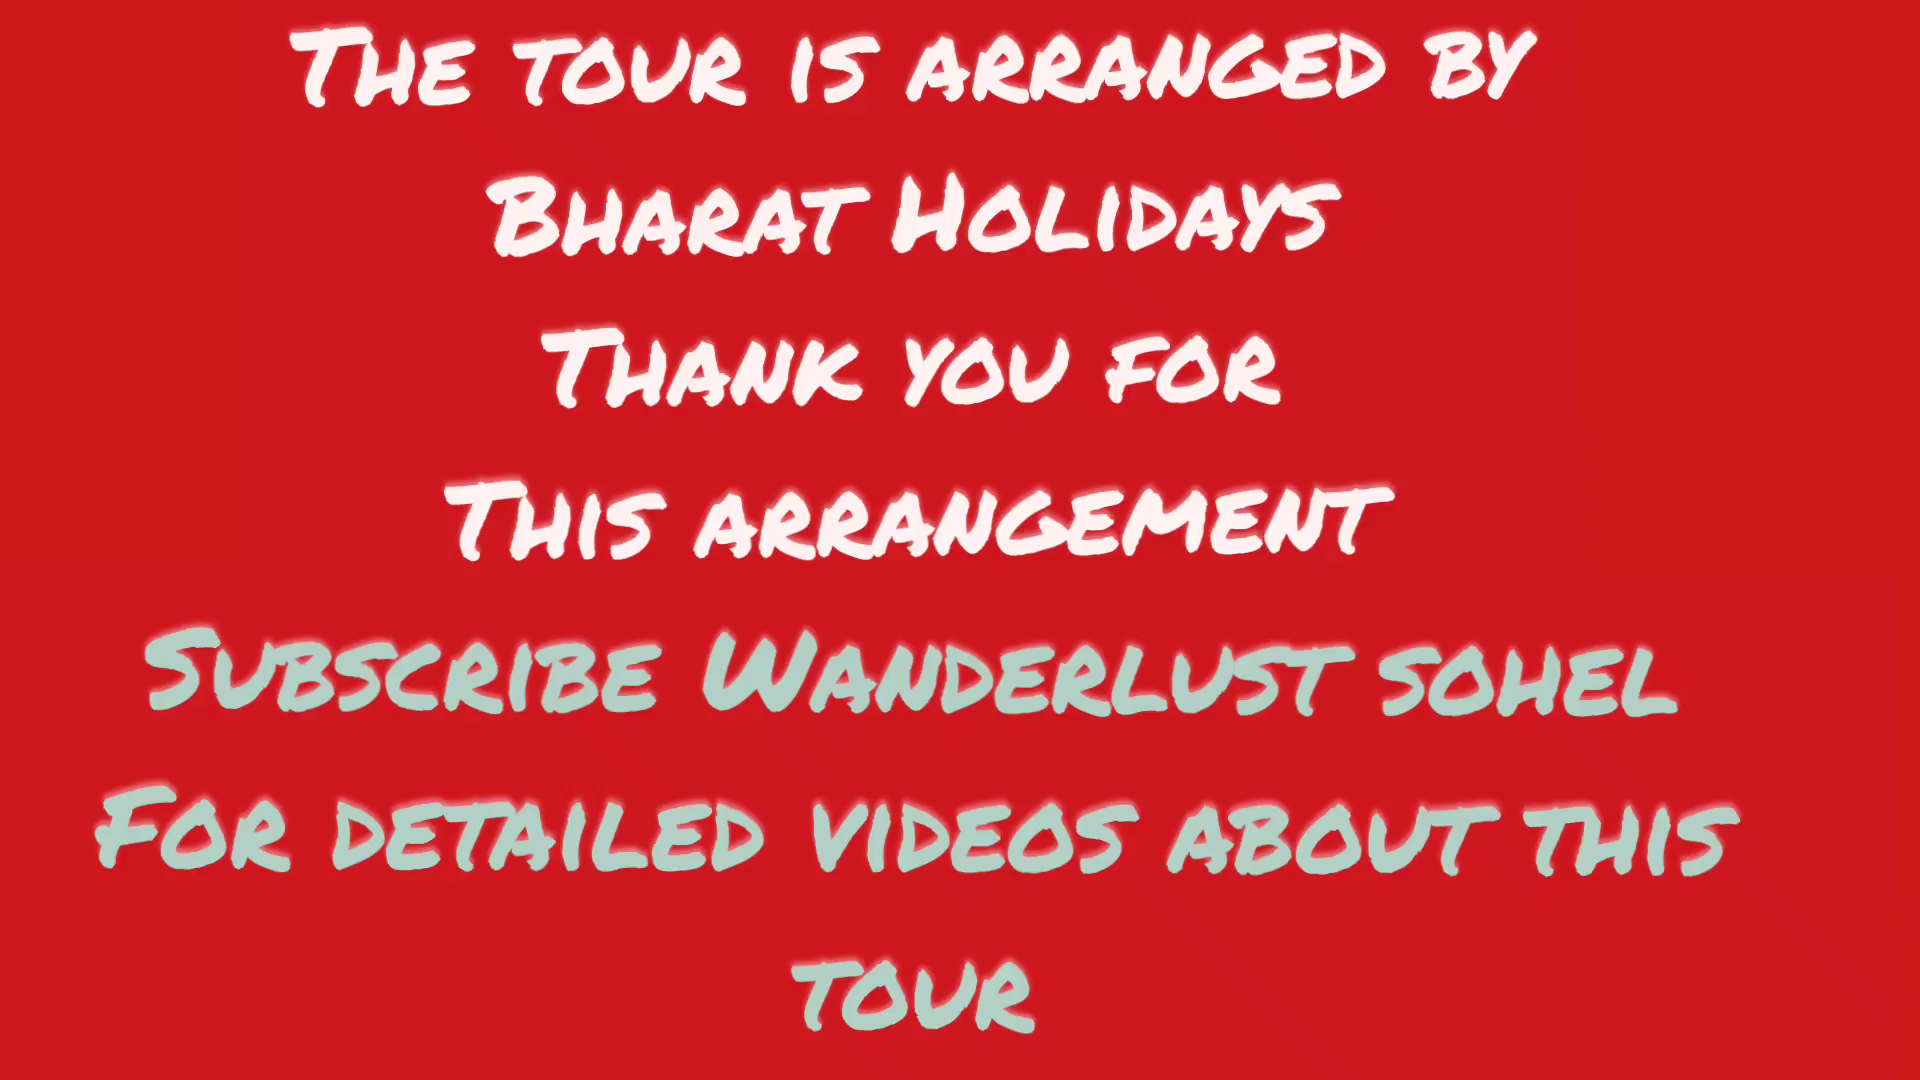 The tour is arranged by
Bharat Holidays
Thank you for
This arrangement
Subscribe Wanderlust sohel
For detailed videos about this
tour